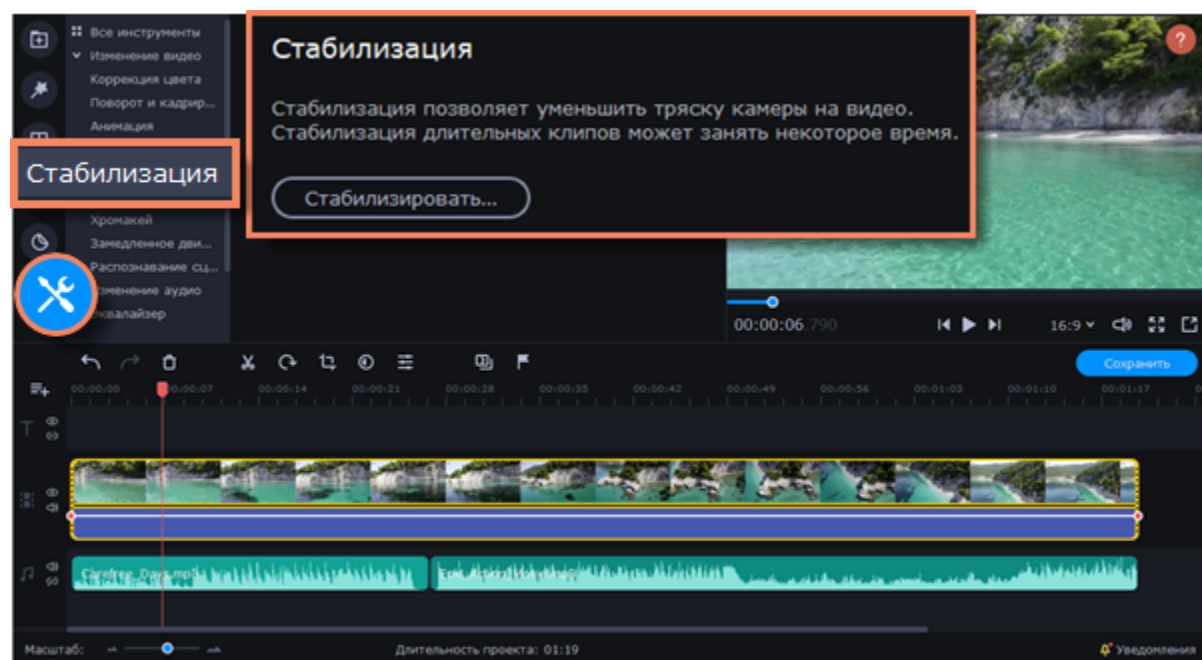 Все инструменты
Изменение видео
Коррекция цвета
Поворот и кадрир...
Анимация
Стабилизация
Хромакей
Замедленное дви...
Распознавание сц...
Изменение аудио
Эквалайзер
Стабилизация
Стабилизация позволяет уменьшить тряску камеры на видео.
Стабилизация длительных клипов может занять некоторое время.
Стабилизировать...
?
00:00:06.790
16:9
Сохранить
00:00:00 00:00:07 00:00:14 00:00:21 00:00:28 00:00:35 00:00:42 00:00:49 00:00:56 00:01:03 00:01:10 00:01:17
T
Carefree_Days.mp3
Масштаб:
Длительность проекта: 01:19
Уведомления